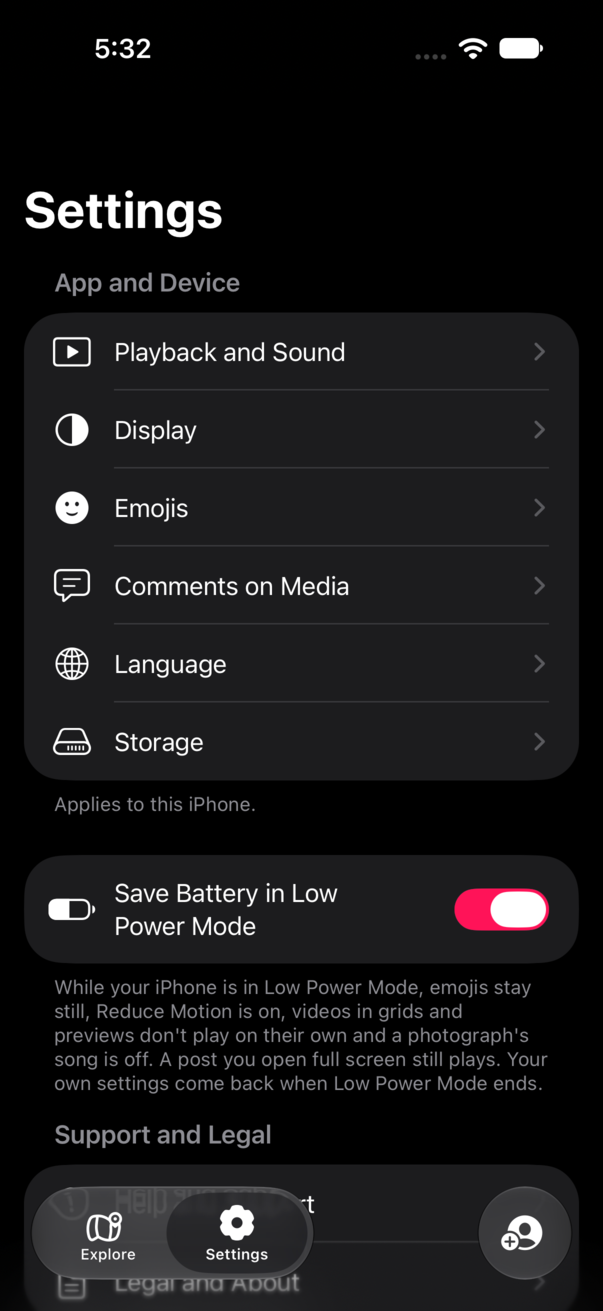 5:32
Settings
App and Device
Playback and Sound
Display
Emojis
Comments on Media
Language
Storage
Applies to this iPhone.
Save Battery in Low
Power Mode
While your iPhone is in Low Power Mode, emojis stay
still, Reduce Motion is on, videos in grids and
previews don't play on their own and a photograph's
song is off. A post you open full screen still plays. Your
own settings come back when Low Power Mode ends.
Support and Legal
Help
Explore
Settings
Legal and About